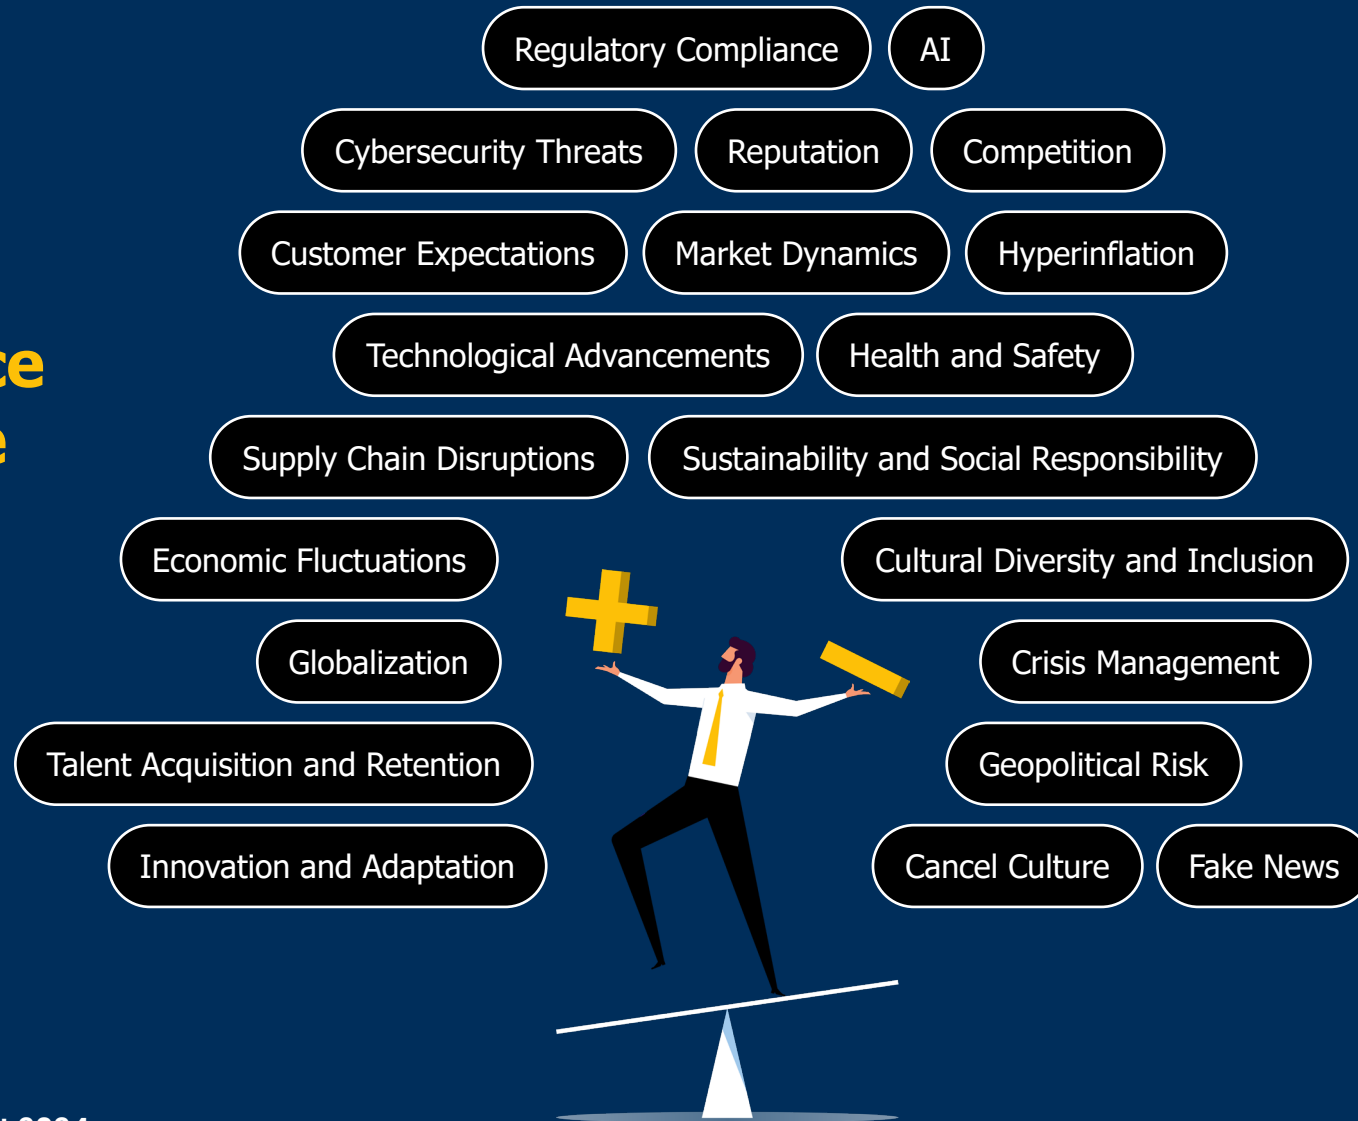 Regulatory Compliance AI
Cybersecurity Threats Reputation Competition
Customer Expectations Market Dynamics Hyperinflation
Technological Advancements Health and Safety
Supply Chain Disruptions Sustainability and Social Responsibility
Economic Fluctuations Cultural Diversity and Inclusion
Globalization Crisis Management
Talent Acquisition and Retention Geopolitical Risk
Innovation and Adaptation Cancel Culture Fake News